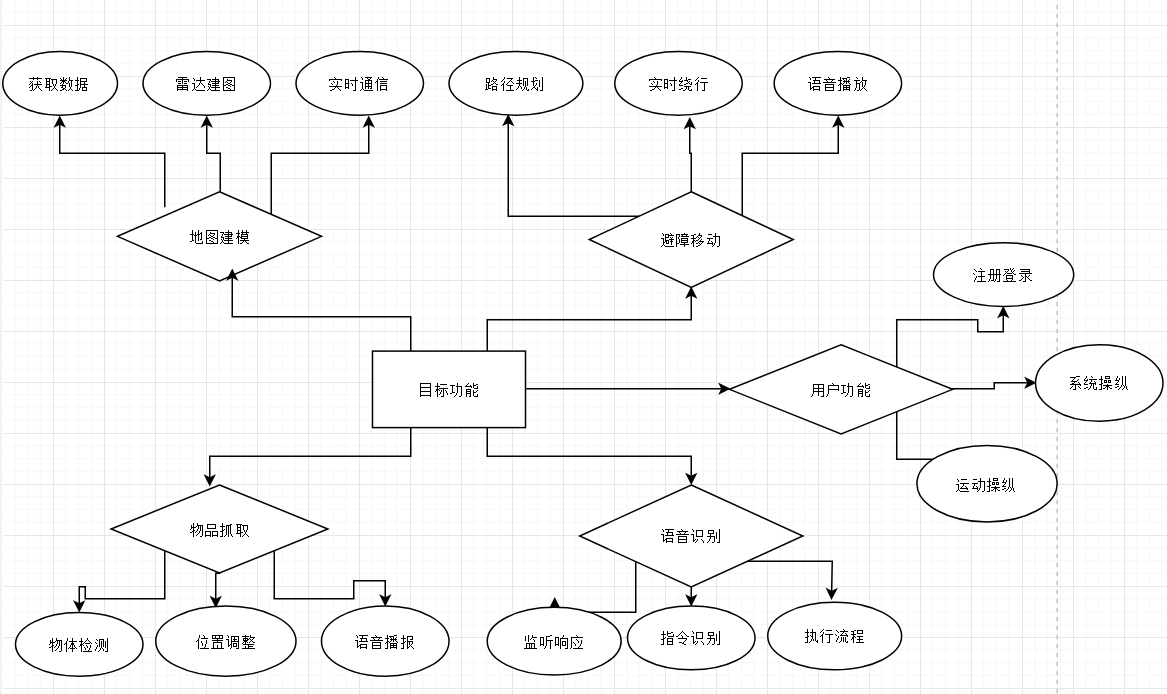 获取数据
雷达建图
实时通信
路径规划
实时绕行
语音播放
地图建模
避障移动
注册登录
目标功能
用户功能
系统操纵
运动操纵
物品抓取
语音识别
物体检测
位置调整
语音播报
监听响应
指令识别
执行流程